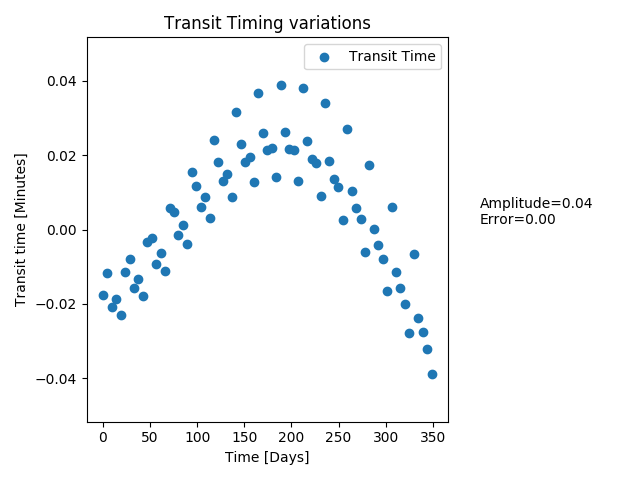 Transit Timing variations
Transit Time
Transit time [Minutes]
0.04
0.02
0.00
−0.02
−0.04
0
50
100
150
200
250
300
350
Time [Days]
Amplitude=0.04
Error=0.00